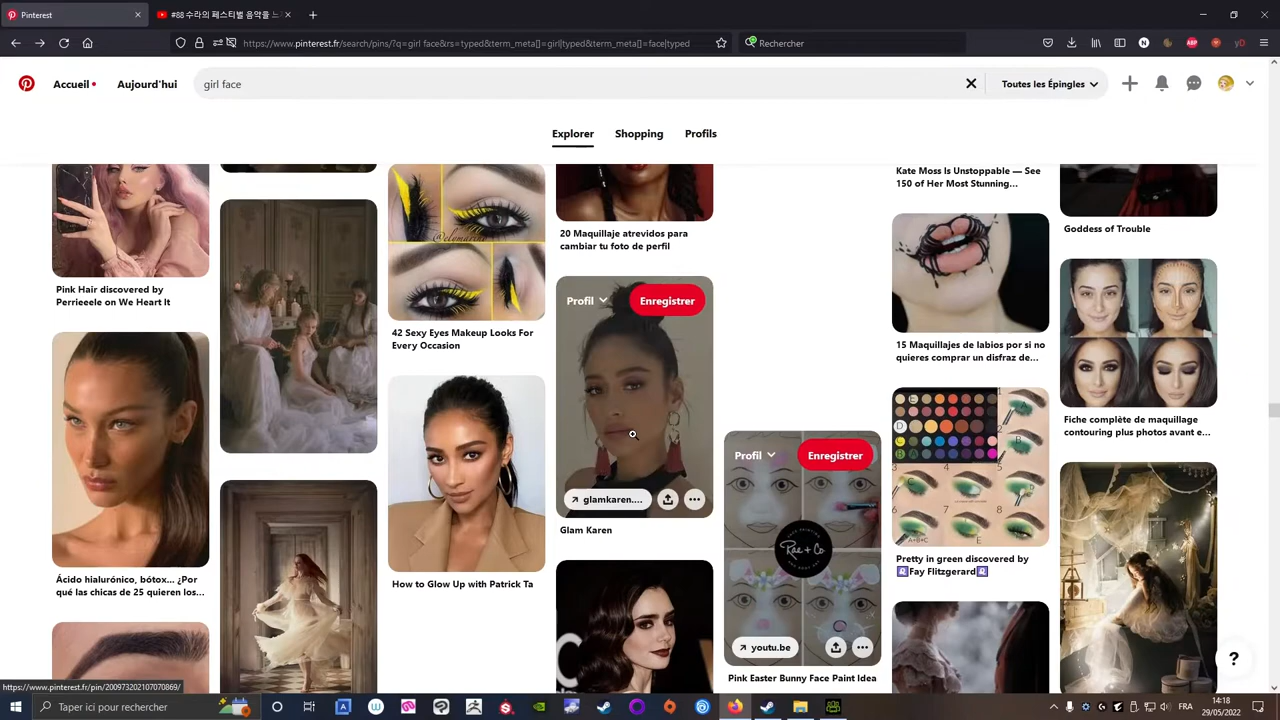 Pinterest
#88 수라의 페스티벌 음악을 느
https://www.pinterest.fr/search/pins/?q=girl face&rs=typed&term_meta[]=girl|typed&term_meta[]=face|typed
Rechercher
Accueil
Aujourd'hui
girl face
Toutes les Épingles
Explorer
Shopping
Profils
Pink Hair discovered by
Perrieeele on We Heart It
Ácido hialurónico, bótox... ¿Por
qué las chicas de 25 quieren los...
42 Sexy Eyes Makeup Looks For
Every Occasion
How to Glow Up with Patrick Ta
20 Maquillaje atrevidos para
cambiar tu foto de perfil
Profil
Enregistrer
glamkaren....
Glam Karen
Profil
Enregistrer
Rae + Co
youtu.be
Pink Easter Bunny Face Paint Idea
Kate Moss Is Unstoppable — See
150 of Her Most Stunning...
15 Maquillajes de labios por si no
quieres comprar un disfraz de...
Pretty in green discovered by
Fay Flitzgerard
Goddess of Trouble
Fiche complète de maquillage
contouring plus photos avant e...
?
https://www.pinterest.fr/pin/200973202107070869/
Taper ici pour rechercher
FRA
14:18
29/05/2022